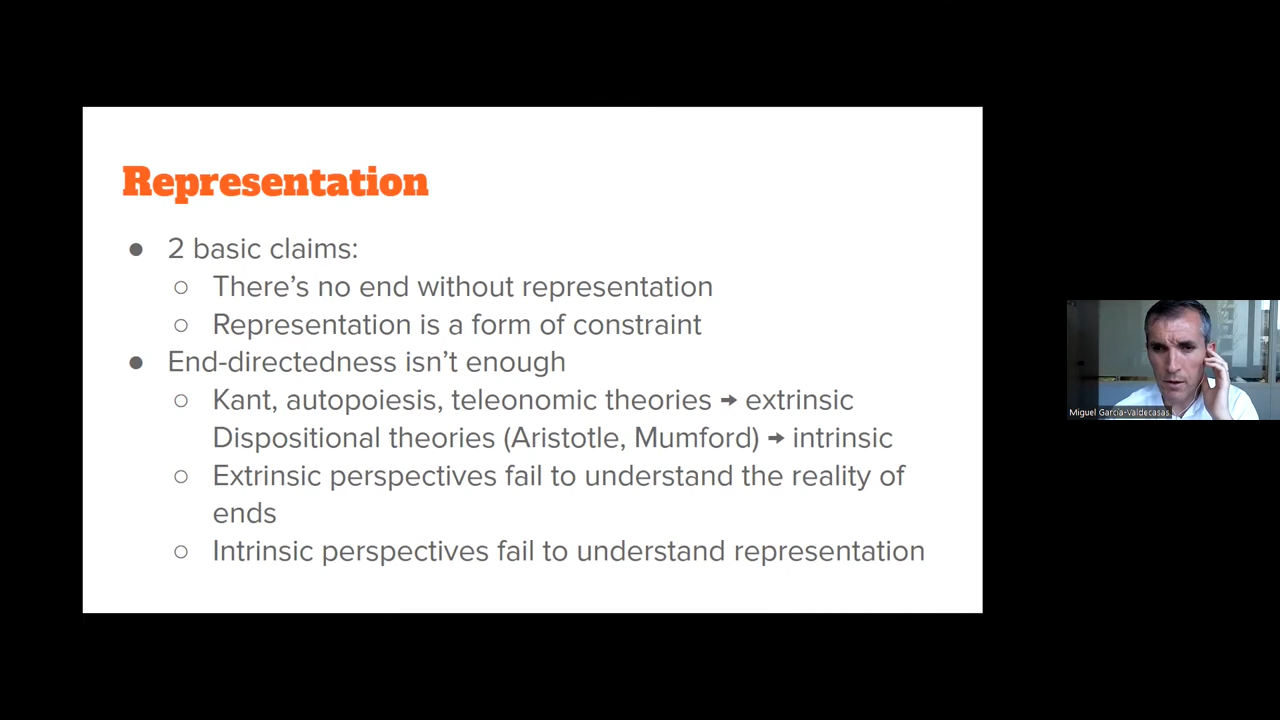 Representation
● 2 basic claims:
○ There's no end without representation
○ Representation is a form of constraint
● End-directedness isn't enough
○ Kant, autopoiesis, teleonomic theories → extrinsic
Dispositional theories (Aristotle, Mumford) → intrinsic
○ Extrinsic perspectives fail to understand the reality of
ends
○ Intrinsic perspectives fail to understand representation
Miguel García-Valdecasas